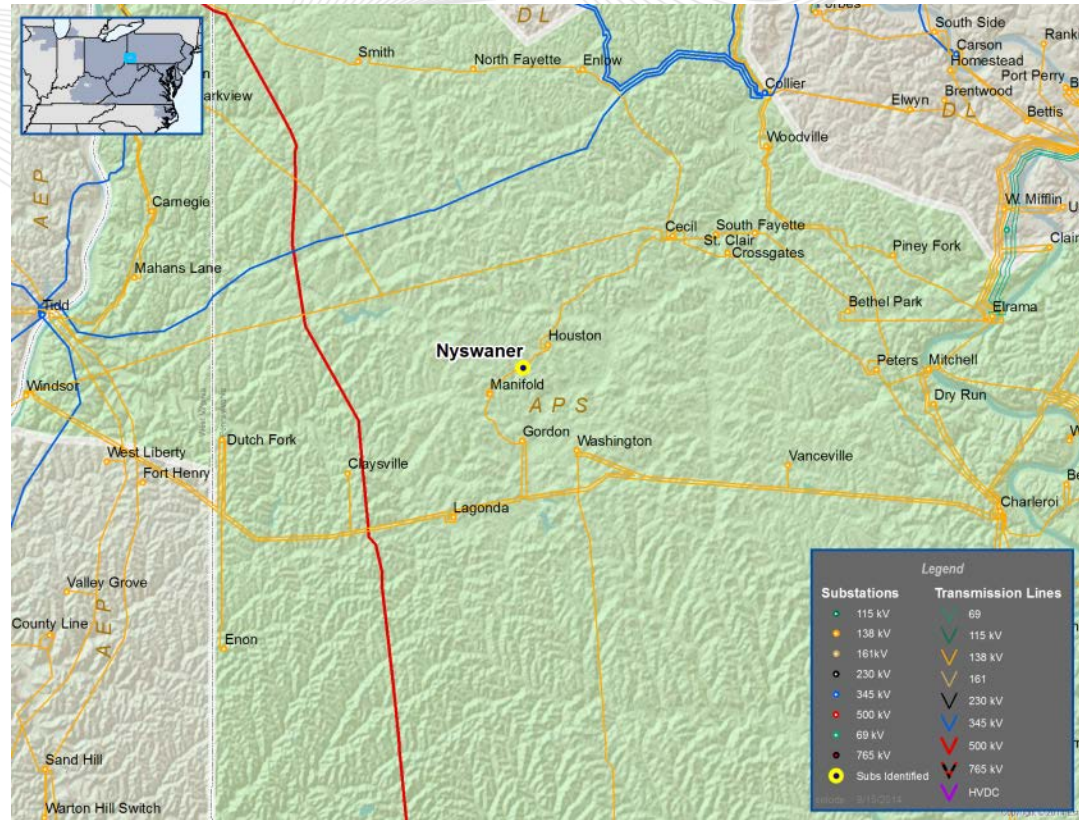 DL
Forbes
South Side
Smith
North Fayette
Enlow
Carson
Homestead
Port Perry
arkview
Collier
Brentwood
Elwyn
DL
Bettis
Woodville
AEP
Carnegie
W. Mifflin
Cecil
South Fayette
St. Clair
Crossgates
Piney Fork
Clair
Mahans Lane
Tidd
Bethel Park
Elrama
Houston
Nyswaner
Peters
Mitchell
Windsor
Manifold
APS
Dry Run
Dutch Fork
Gordon
Washington
West Liberty
Fort Henry
Claysville
Vanceville
Lagonda
Charleroi
Valley Grove
AEP
County Line
Enon
Sand Hill
Warton Hill Switch
Legend
Substations
Transmission Lines
115 kV
69
138 kV
115 kV
161kV
138 kV
230 kV
161
345 kV
230 kV
500 kV
345 kV
69 kV
500 kV
765 kV
765 kV
Subs Identified
HVDC